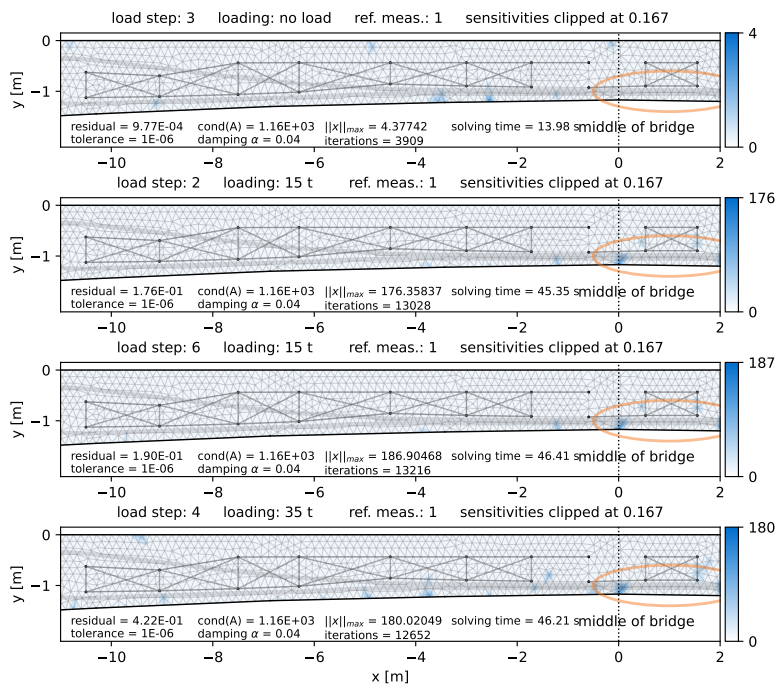 load step: 3 loading: no load ref. meas.: 1 sensitivities clipped at 0.167
0
−1
y [m]
residual = 9.77E-04 cond(A) = 1.16E+03 ||x||max = 4.37742 solving time = 13.98 s
tolerance = 1E-06 damping α = 0.04 iterations = 3909
middle of bridge
−10 −8 −6 −4 −2 0 2
4
0
load step: 2 loading: 15 t ref. meas.: 1 sensitivities clipped at 0.167
0
−1
y [m]
residual = 1.76E-01 cond(A) = 1.16E+03 ||x||max = 176.35837 solving time = 45.35 s
tolerance = 1E-06 damping α = 0.04 iterations = 13028
middle of bridge
−10 −8 −6 −4 −2 0 2
176
0
load step: 6 loading: 15 t ref. meas.: 1 sensitivities clipped at 0.167
0
−1
y [m]
residual = 1.90E-01 cond(A) = 1.16E+03 ||x||max = 186.90468 solving time = 46.41 s
tolerance = 1E-06 damping α = 0.04 iterations = 13216
middle of bridge
−10 −8 −6 −4 −2 0 2
187
0
load step: 4 loading: 35 t ref. meas.: 1 sensitivities clipped at 0.167
0
−1
y [m]
residual = 4.22E-01 cond(A) = 1.16E+03 ||x||max = 180.02049 solving time = 46.21 s
tolerance = 1E-06 damping α = 0.04 iterations = 12652
middle of bridge
−10 −8 −6 −4 −2 0 2
180
0
x [m]